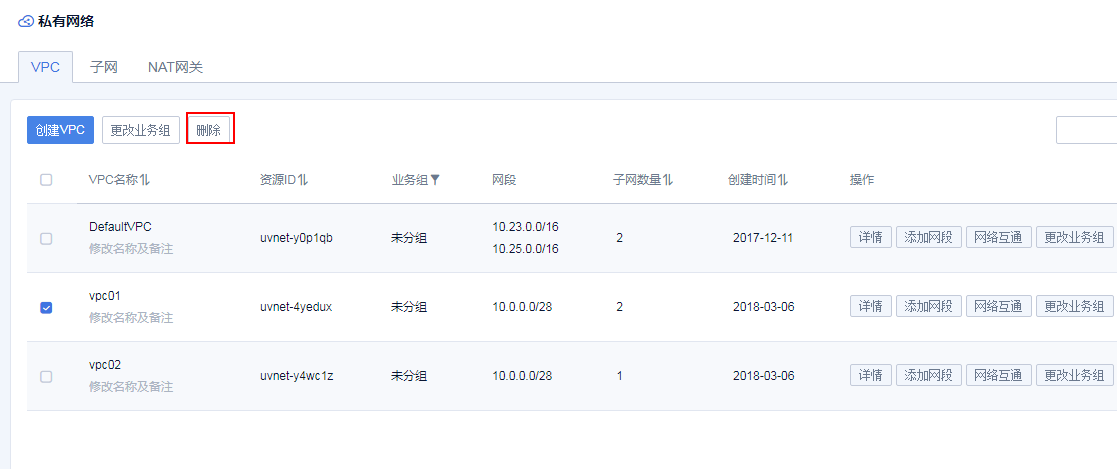 私有网络
VPC 子网 NAT网关
创建VPC 更改业务组 删除
VPC名称 资源ID 业务组 网段 子网数量 创建时间 操作
DefaultVPC
修改名称及备注
uvnet-y0p1qb 未分组
10.23.0.0/16
10.25.0.0/16
2 2017-12-11 详情 添加网段 网络互通 更改业务组
vpc01
修改名称及备注
uvnet-4yedux 未分组 10.0.0.0/28 2 2018-03-06 详情 添加网段 网络互通 更改业务组
vpc02
修改名称及备注
uvnet-y4wc1z 未分组 10.0.0.0/28 1 2018-03-06 详情 添加网段 网络互通 更改业务组